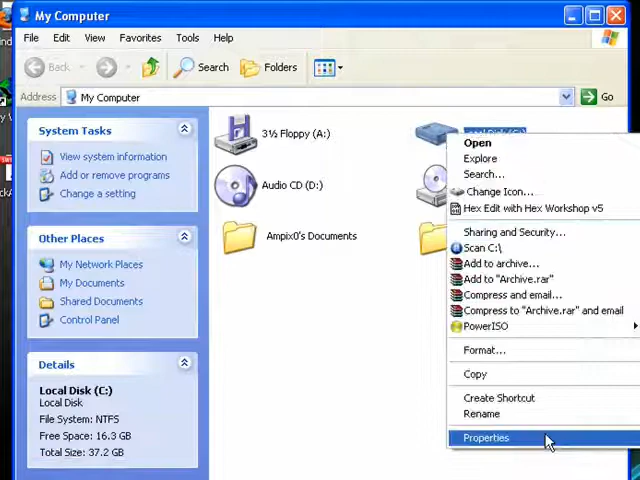 My Computer
File Edit View Favorites Tools Help
Back Search Folders
Address My Computer Go
System Tasks
View system information
Add or remove programs
Change a setting
Other Places
My Network Places
My Documents
Shared Documents
Control Panel
Details
Local Disk (C:)
Local Disk
File System: NTFS
Free Space: 16.3 GB
Total Size: 37.2 GB
3½ Floppy (A:)
Audio CD (D:)
Ampix0's Documents
Local Disk (C:)
Open
Explore
Search...
Change Icon...
Hex Edit with Hex Workshop v5
Sharing and Security...
Scan C:\
Add to archive...
Add to "Archive.rar"
Compress and email...
Compress to "Archive.rar" and email
PowerISO
Format...
Copy
Create Shortcut
Rename
Properties